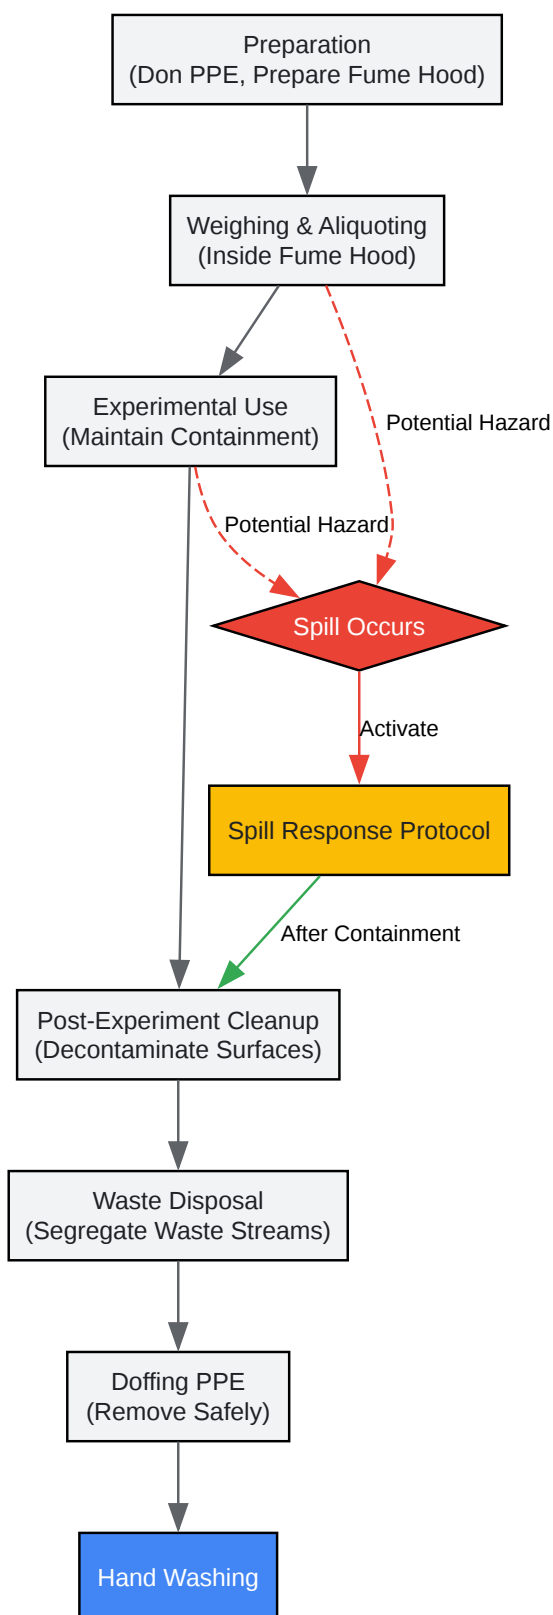 Preparation
(Don PPE, Prepare Fume Hood)
Weighing & Aliquoting
(Inside Fume Hood)
Experimental Use
(Maintain Containment)
Potential Hazard
Potential Hazard
Spill Occurs
Activate
Spill Response Protocol
After Containment
Post-Experiment Cleanup
(Decontaminate Surfaces)
Waste Disposal
(Segregate Waste Streams)
Doffing PPE
(Remove Safely)
Hand Washing